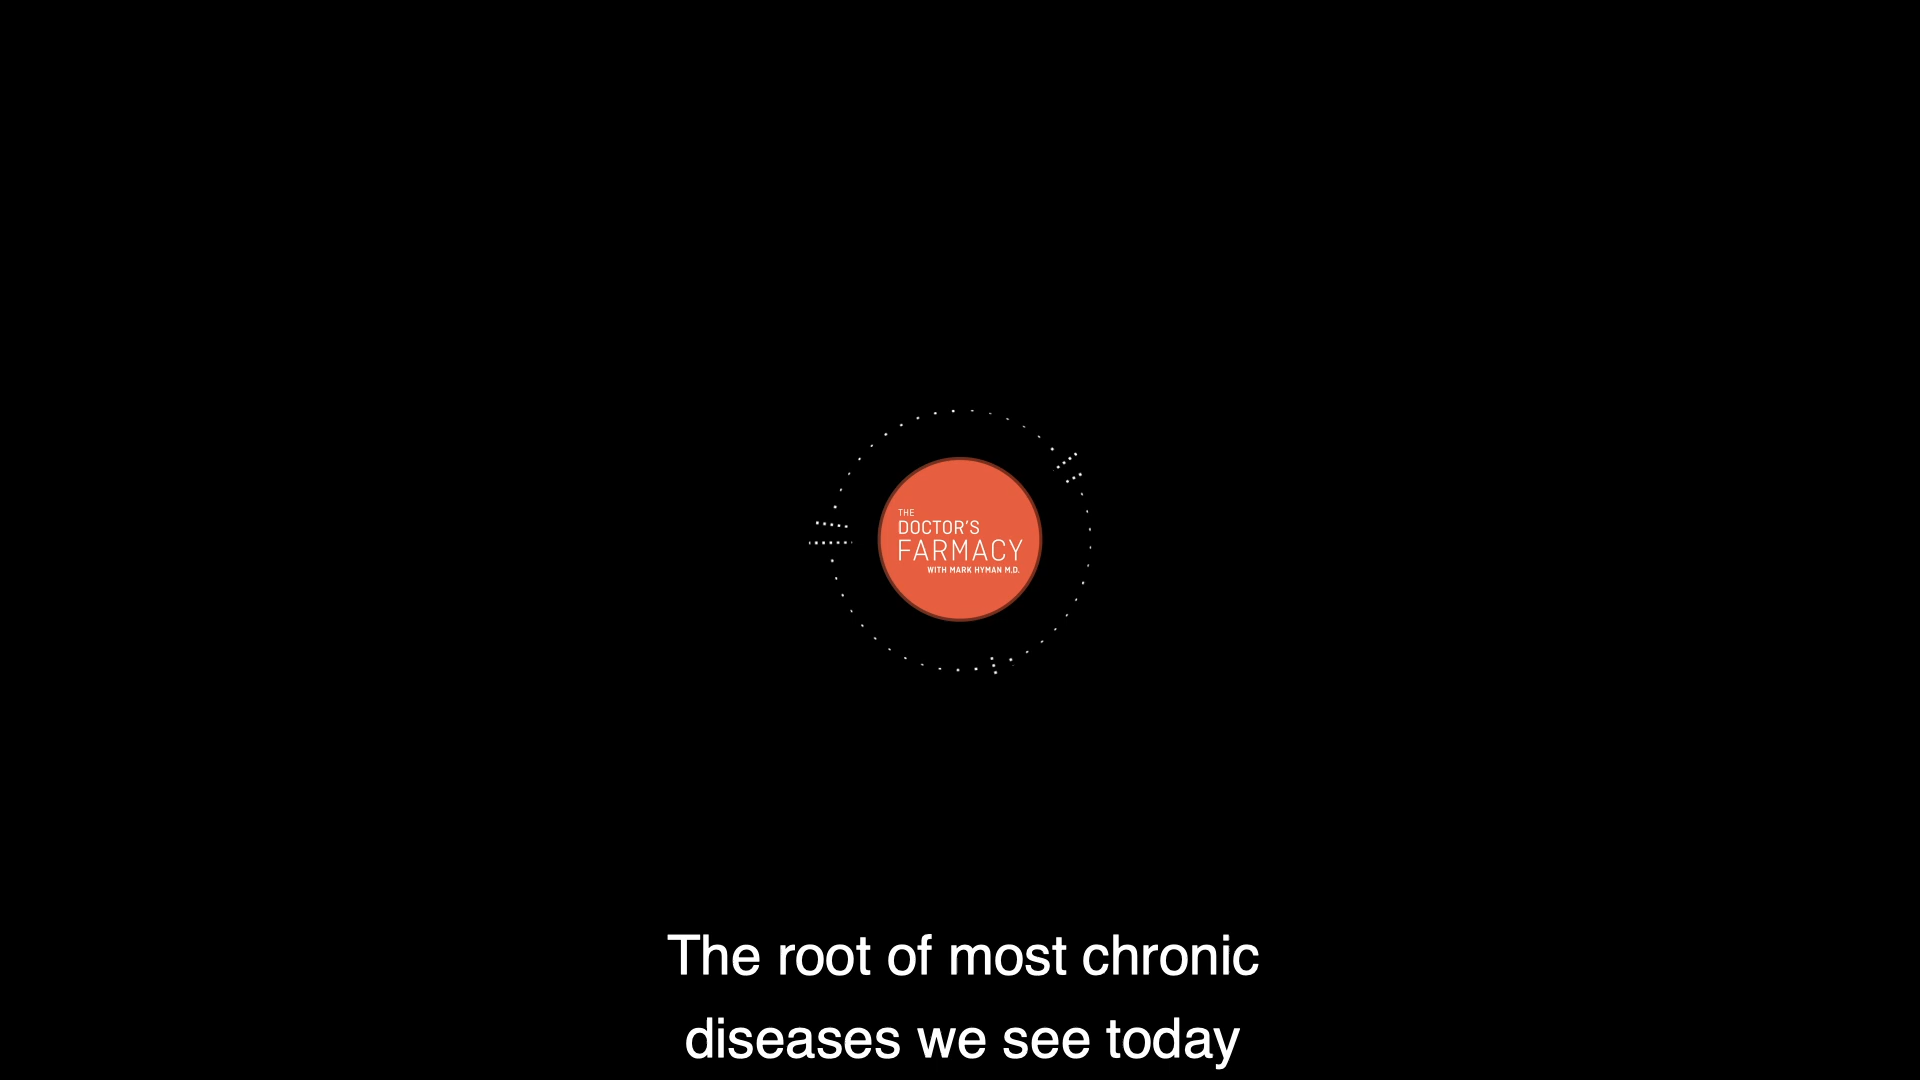 THE
DOCTOR'S
FARMACY
WITH MARK HYMAN M.D.
The root of most chronic
diseases we see today